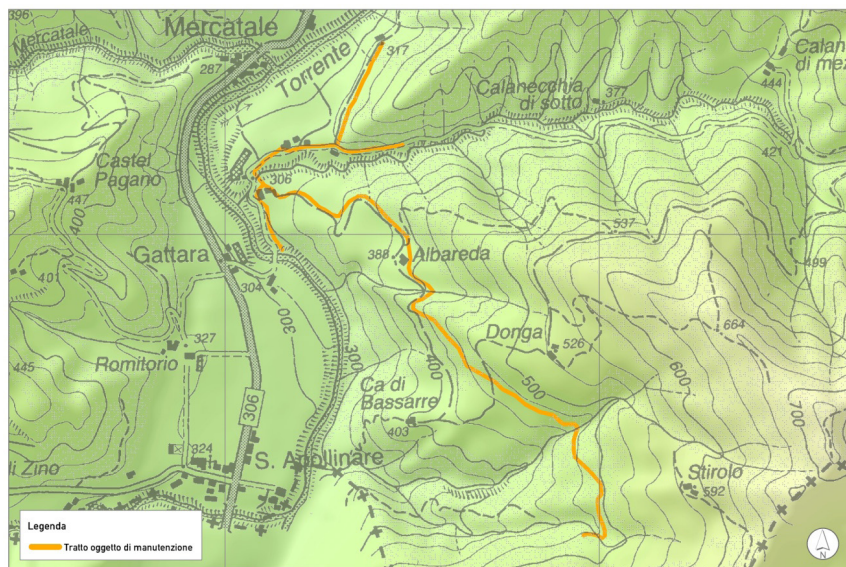 396
Mercatale
Mercatale
287
Torrente
317
Calanecchia
di sotto
377
Calan
di mez
444
421
Castel
Pagano
447
400
306
537
Gattara
388
Albareda
499
401
304
300
327
Romitorio
445
300
400
Donga
526
664
500
600
700
Ca di
Bassarre
403
306
324
S. Apollinare
li Zino
Stirolo
592
Legenda
Tratto oggetto di manutenzione
N